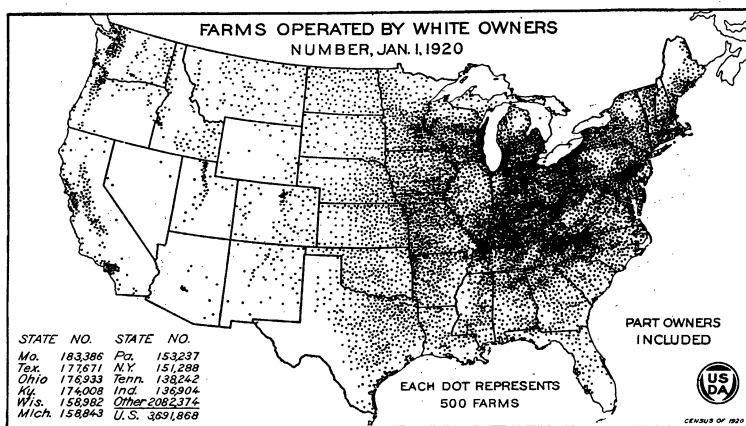 FARMS OPERATED BY WHITE OWNERS
NUMBER, JAN. 1, 1920
STATE NO. STATE NO.
Mo. 183,386 Pa. 153,237
Tex. 177,671 N.Y. 151,288
Ohio 176,933 Tenn. 138,242
Ky. 174,008 Ind. 136,904
Wis. 158,982 Other 2082,374
Mich. 158,843 U.S. 3,691,868
EACH DOT REPRESENTS
500 FARMS
PART OWNERS
INCLUDED
US
DA
CENSUS OF 1920